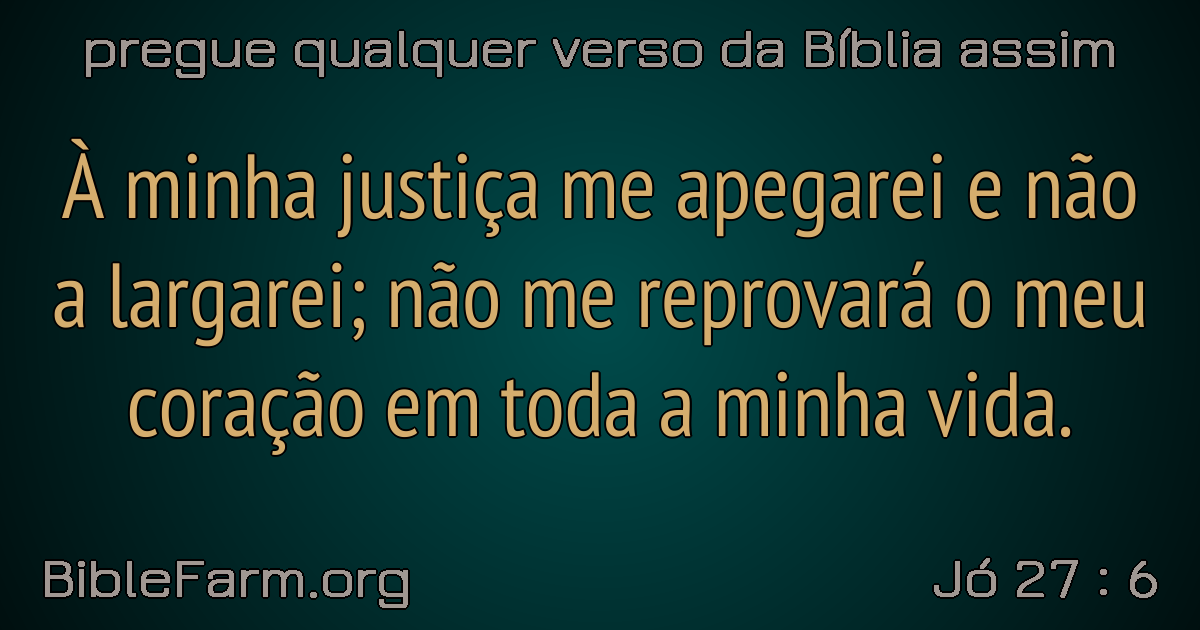 pregue qualquer verso da Bíblia assim
À minha justiça me apegarei e não
a largarei; não me reprovará o meu
coração em toda a minha vida.
BibleFarm.org
Jó 27 : 6